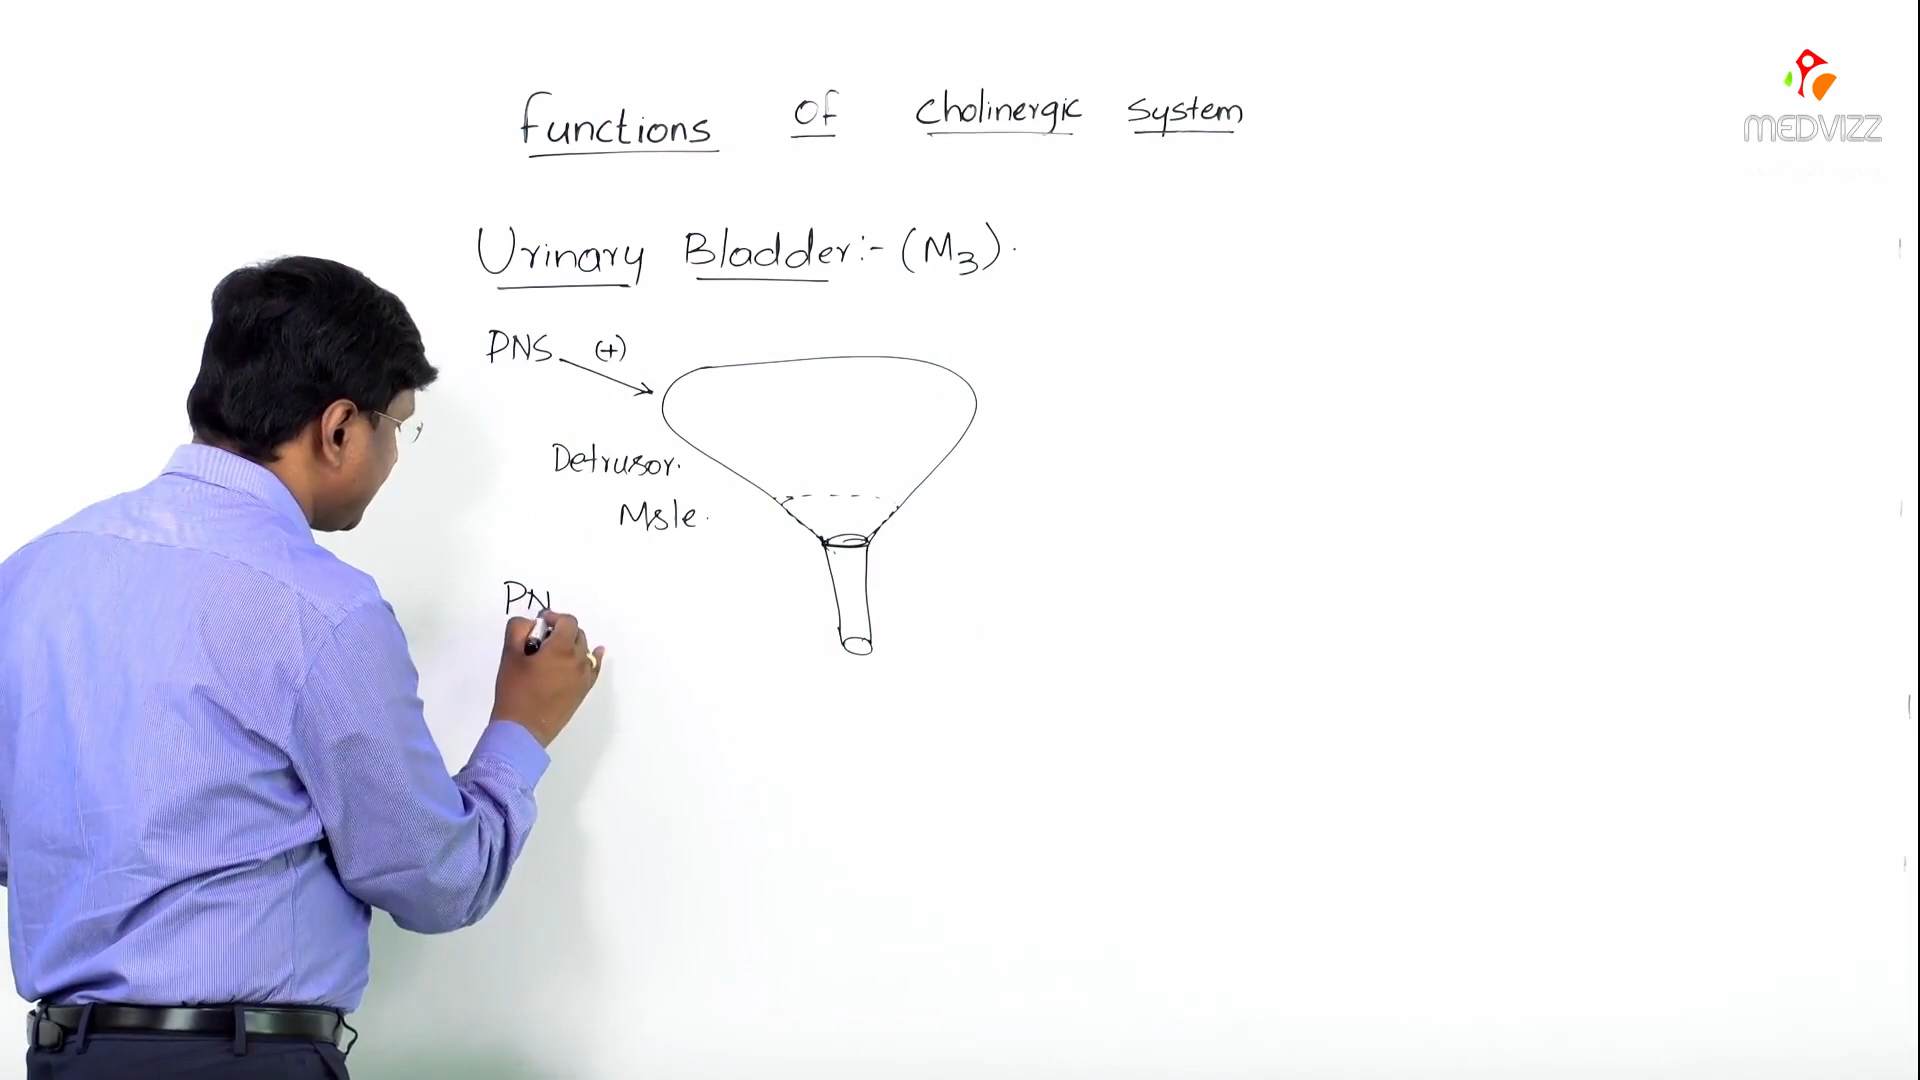 Functions of Cholinergic System
MEDVIZZ
Urinary Bladder:- (M3).
PNS (+)
Detrusor.
Msle.
PN